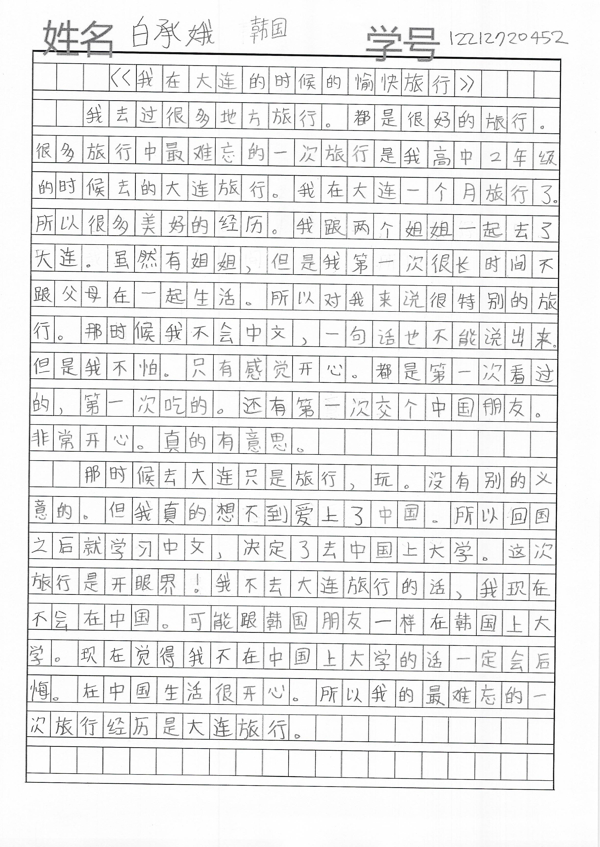 姓名 白承娥 韩国 学号 12212720452
《我在大连的时候的愉快旅行》
我去过很多地方旅行。都是很好的旅行。
很多旅行中最难忘的一次旅行是我高中2年级
的时候去的大连旅行。我在大连一个月旅行了.
所以很多美好的经历。我跟两个姐姐一起去了
大连。虽然有姐姐,但是我第一次很长时间不
跟父母在一起生活。所以对我来说很特别的旅
行。那时候我不会中文,一句话也不能说出来.
但是我不怕。只有感觉开心。都是第一次看过
的,第一次吃的。还有第一次交个中国朋友。
非常开心。真的有意思。
那时候去大连只是旅行,玩。没有别的义
意的。但我真的想不到爱上了中国。所以回国
之后就学习中文,决定了去中国上大学。这次
旅行是开眼界!我不去大连旅行的话,我现在
不会在中国。可能跟韩国朋友一样在韩国上大
学。现在觉得我不在中国上大学的话一定会后
悔。在中国生活很开心。所以我的最难忘的一
次旅行经历是大连旅行。